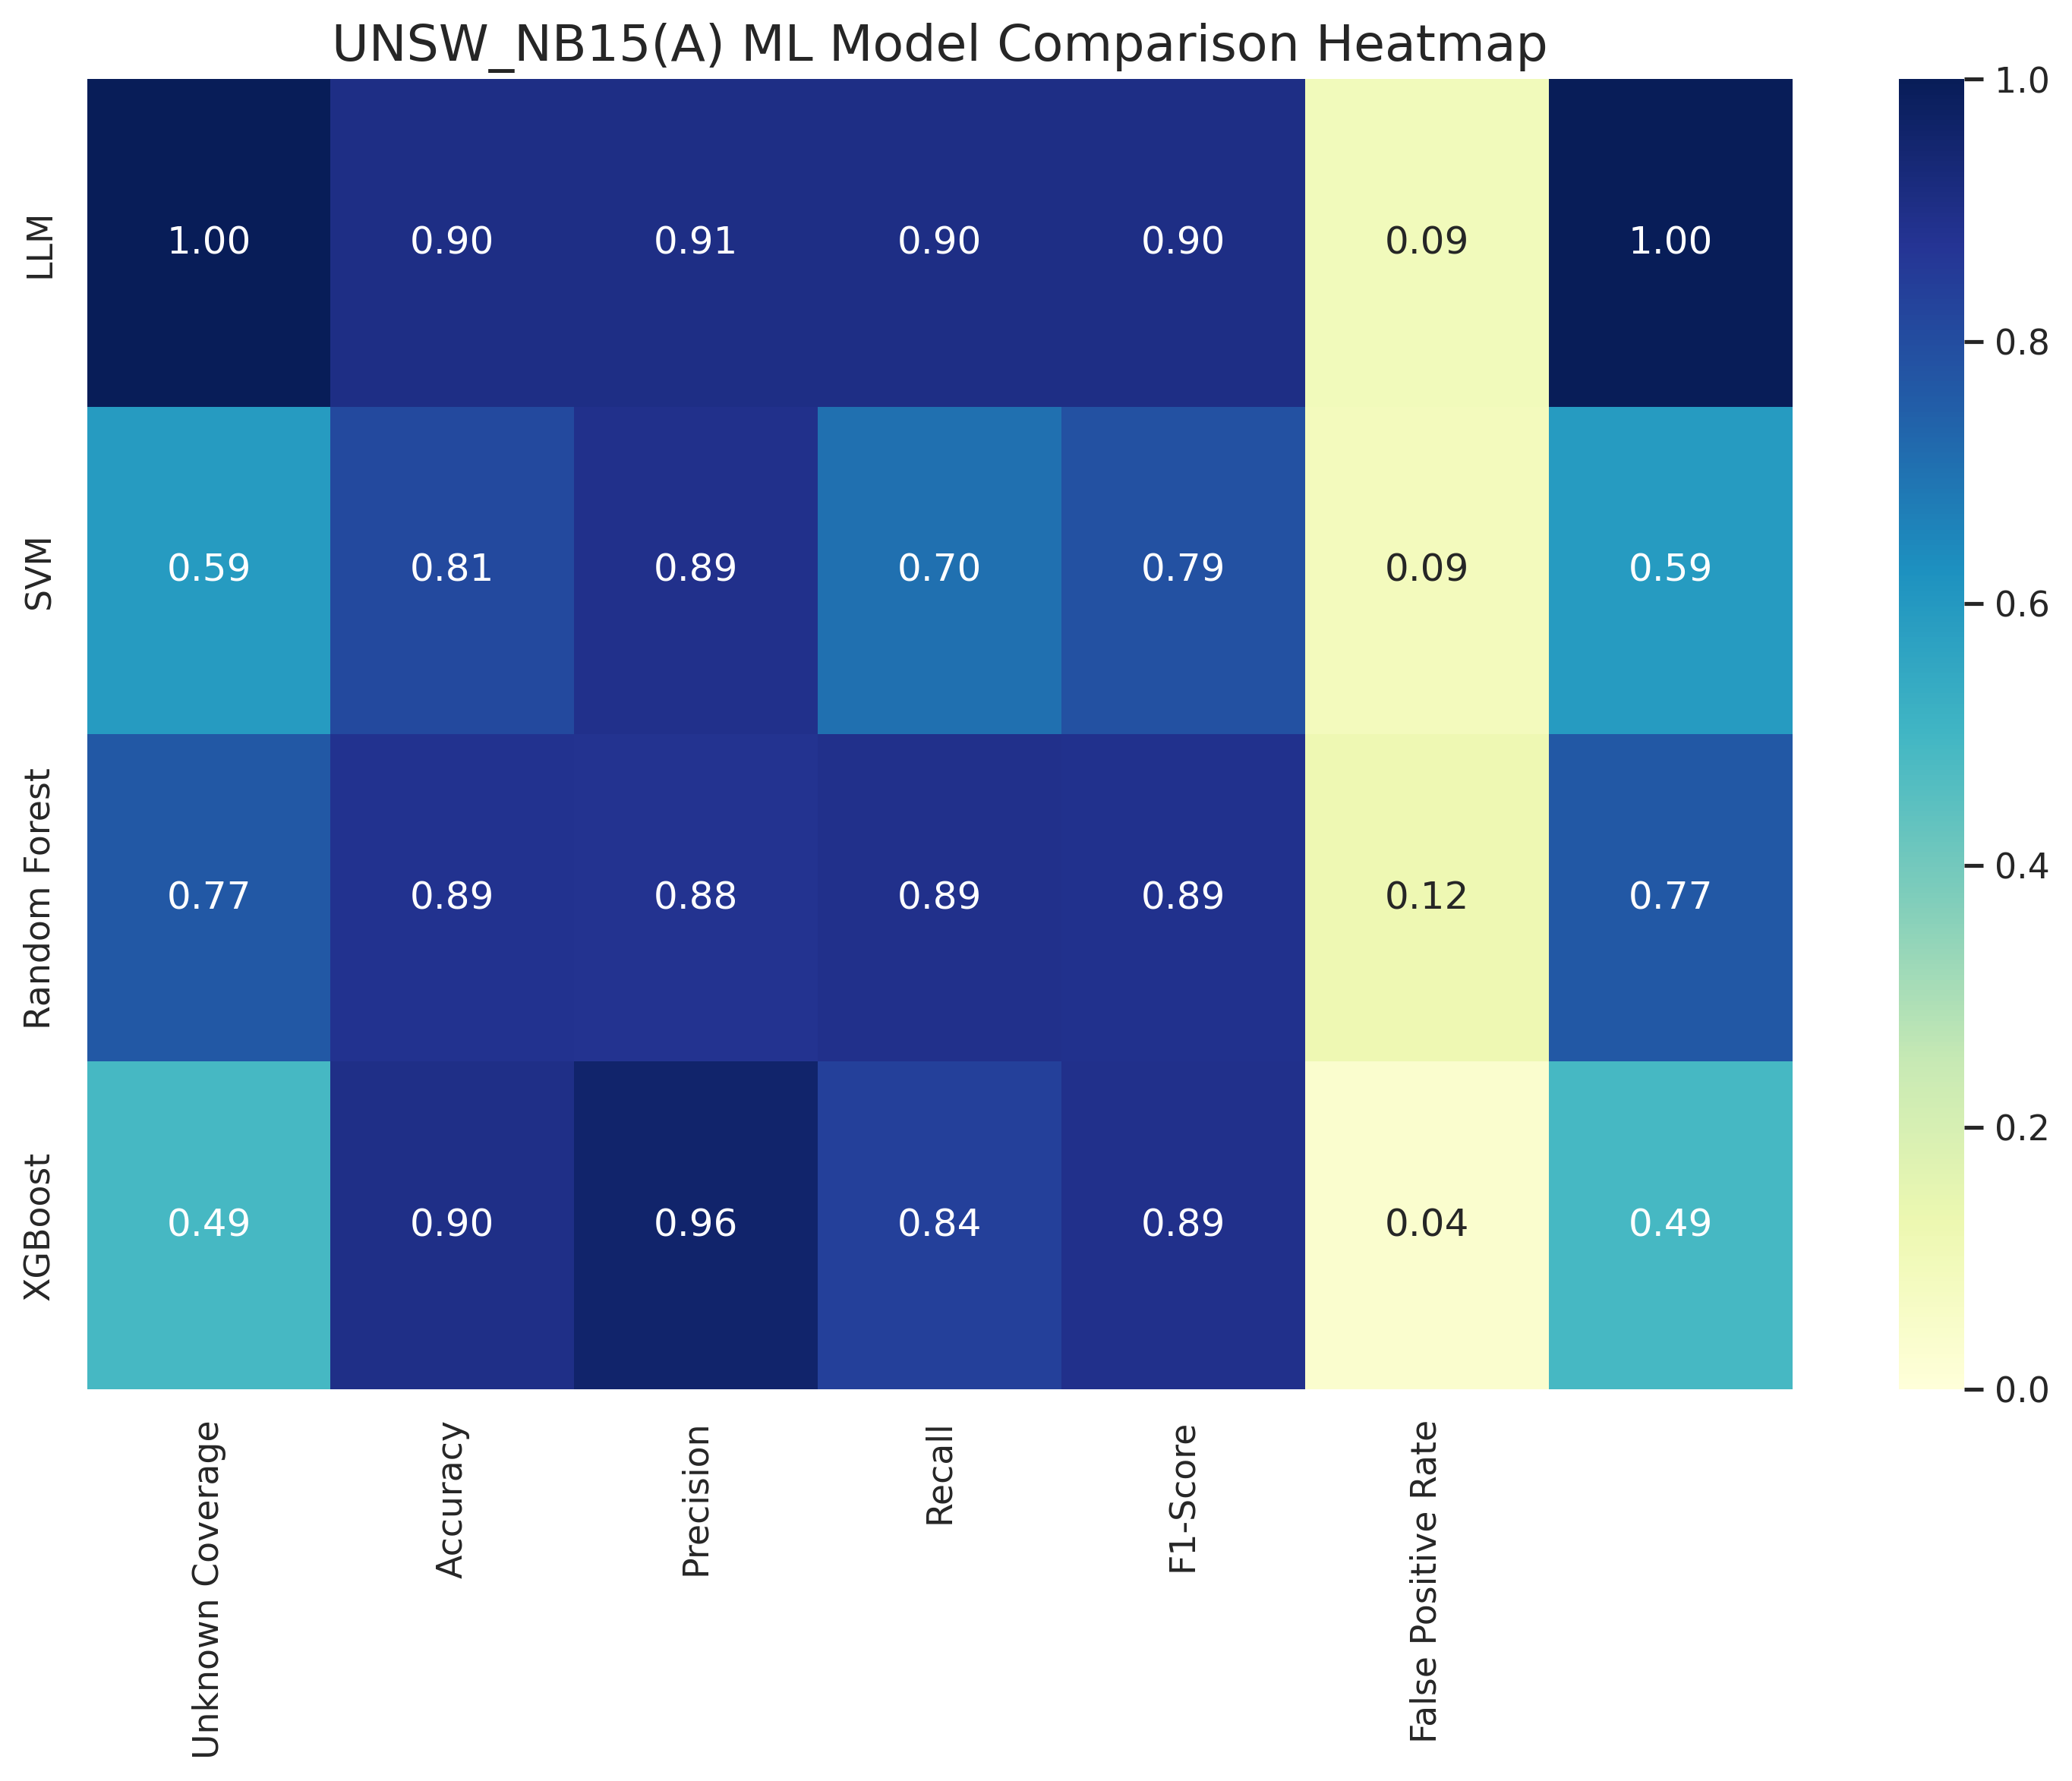 UNSW_NB15(A) ML Model Comparison Heatmap
LLM
1.00 0.90 0.91 0.90 0.90 0.09 1.00
SVM
0.59 0.81 0.89 0.70 0.79 0.09 0.59
Random Forest
0.77 0.89 0.88 0.89 0.89 0.12 0.77
XGBoost
0.49 0.90 0.96 0.84 0.89 0.04 0.49
Unknown Coverage
Accuracy
Precision
Recall
F1-Score
False Positive Rate
1.0
0.8
0.6
0.4
0.2
0.0